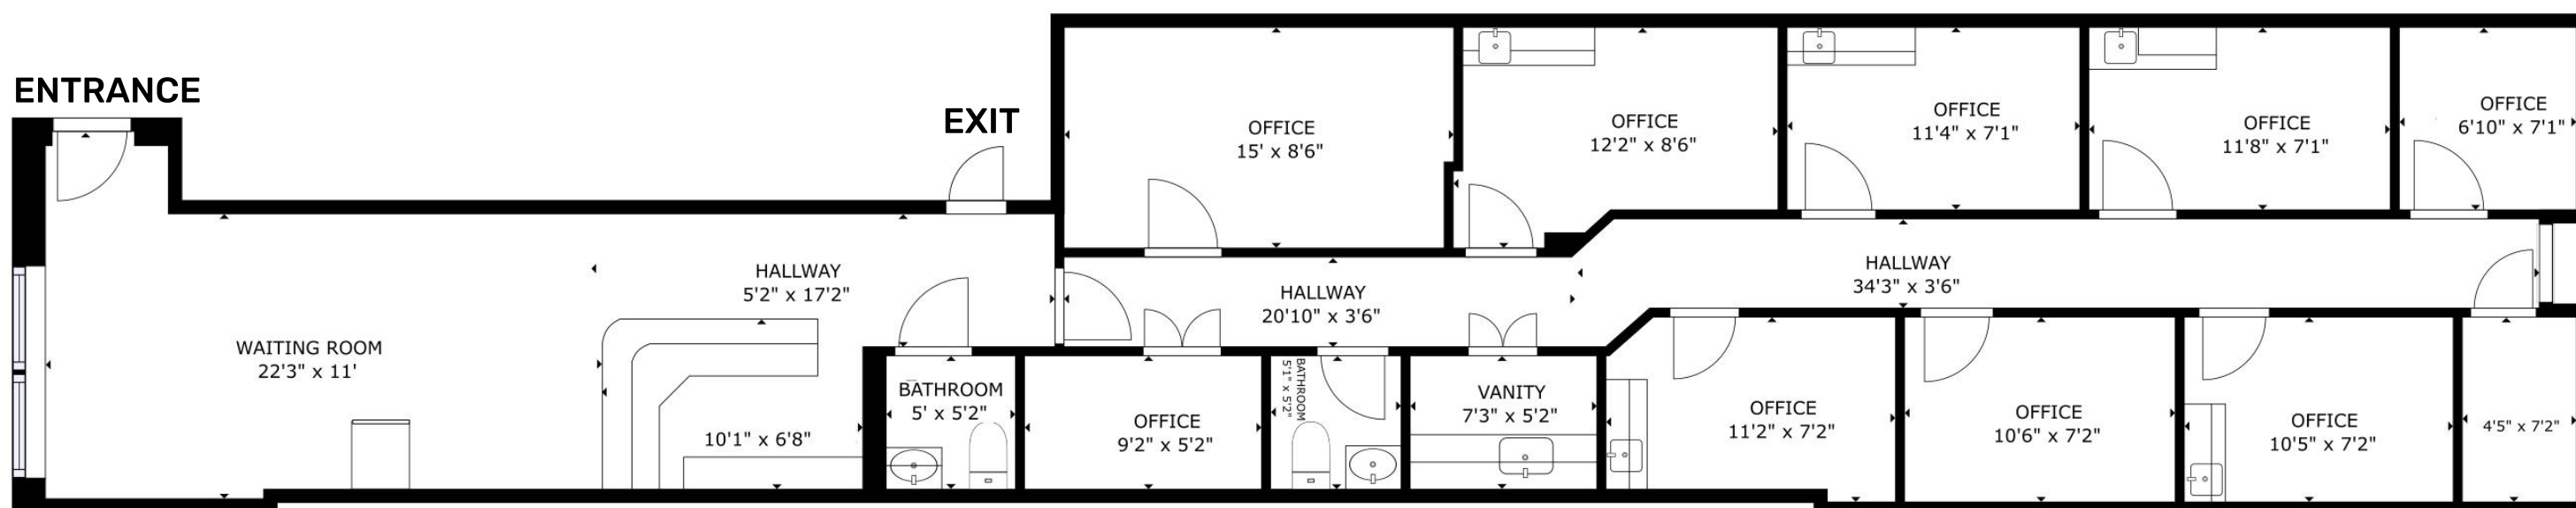 ENTRANCE
EXIT
OFFICE
15' x 8'6"
OFFICE
12'2" x 8'6"
OFFICE
11'4" x 7'1"
OFFICE
11'8" x 7'1"
OFFICE
6'10" x 7'1"
HALLWAY
5'2" x 17'2"
HALLWAY
20'10" x 3'6"
HALLWAY
34'3" x 3'6"
WAITING ROOM
22'3" x 11'
10'1" x 6'8"
BATHROOM
5' x 5'2"
OFFICE
9'2" x 5'2"
BATHROOM
5'1" x 5'2"
VANITY
7'3" x 5'2"
OFFICE
11'2" x 7'2"
OFFICE
10'6" x 7'2"
OFFICE
10'5" x 7'2"
4'5" x 7'2"